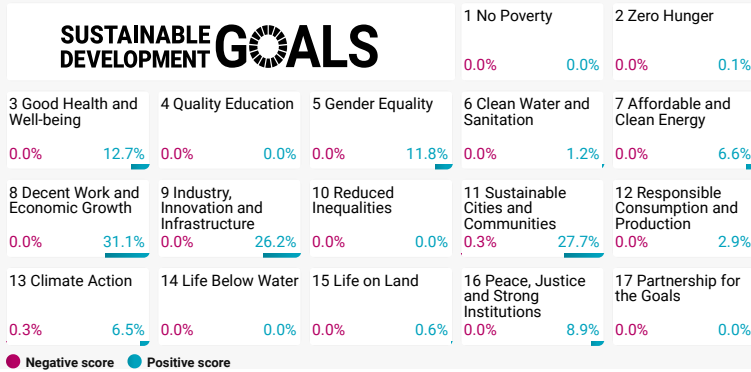 SUSTAINABLE
DEVELOPMENT
GOALS
1 No Poverty
0.0% 0.0%
2 Zero Hunger
0.0% 0.1%
3 Good Health and
Well-being
0.0% 12.7%
4 Quality Education
0.0% 0.0%
5 Gender Equality
0.0% 11.8%
6 Clean Water and
Sanitation
0.0% 1.2%
7 Affordable and
Clean Energy
0.0% 6.6%
8 Decent Work and
Economic Growth
0.0% 31.1%
9 Industry,
Innovation and
Infrastructure
0.0% 26.2%
10 Reduced
Inequalities
0.0% 0.0%
11 Sustainable
Cities and
Communities
0.3% 27.7%
12 Responsible
Consumption and
Production
0.0% 2.9%
13 Climate Action
0.3% 6.5%
14 Life Below Water
0.0% 0.0%
15 Life on Land
0.0% 0.6%
16 Peace, Justice
and Strong
Institutions
0.0% 8.9%
17 Partnership for
the Goals
0.0% 0.0%
Negative score Positive score